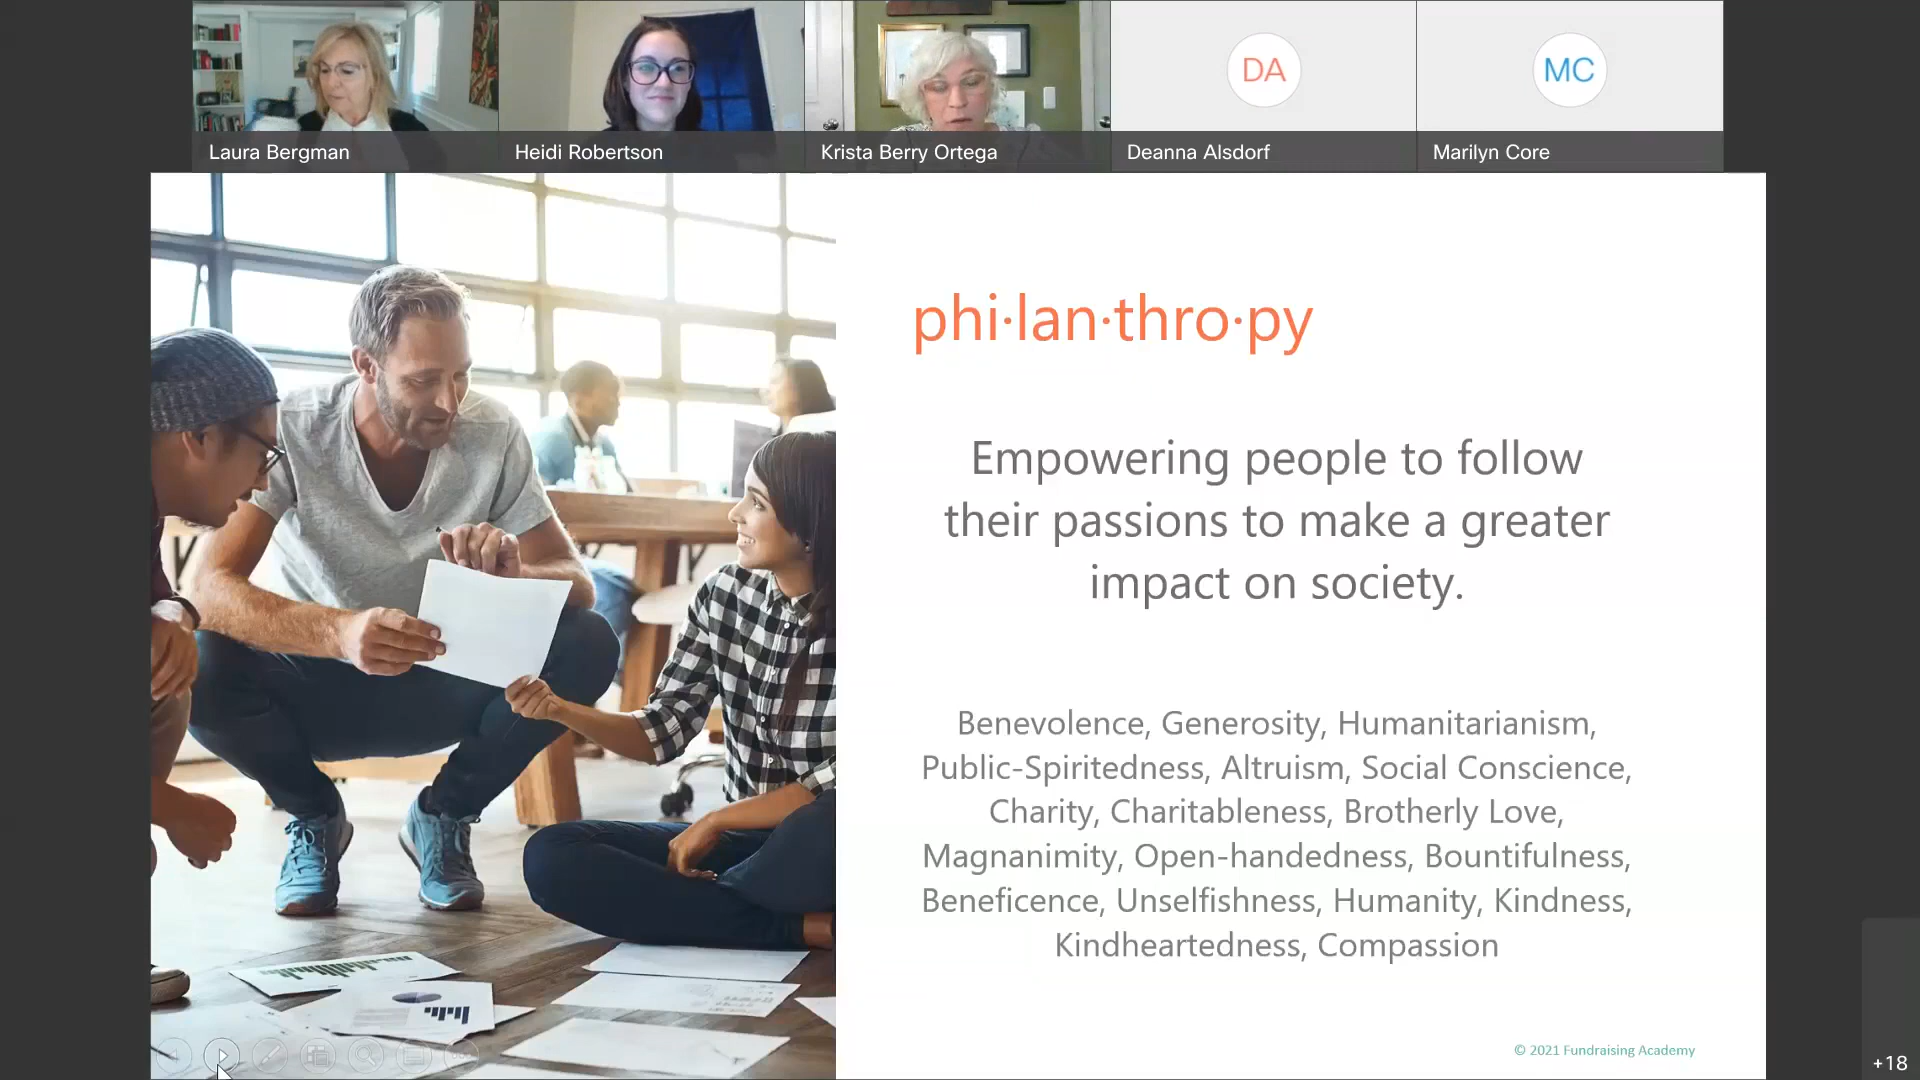 DA
MC
Laura Bergman
Heidi Robertson
Krista Berry Ortega
Deanna Alsdorf
Marilyn Core
phi·lan·thro·py
Empowering people to follow
their passions to make a greater
impact on society.
Benevolence, Generosity, Humanitarianism,
Public-Spiritedness, Altruism, Social Conscience,
Charity, Charitableness, Brotherly Love,
Magnanimity, Open-handedness, Bountifulness,
Beneficence, Unselfishness, Humanity, Kindness,
Kindheartedness, Compassion
© 2021 Fundraising Academy
+18